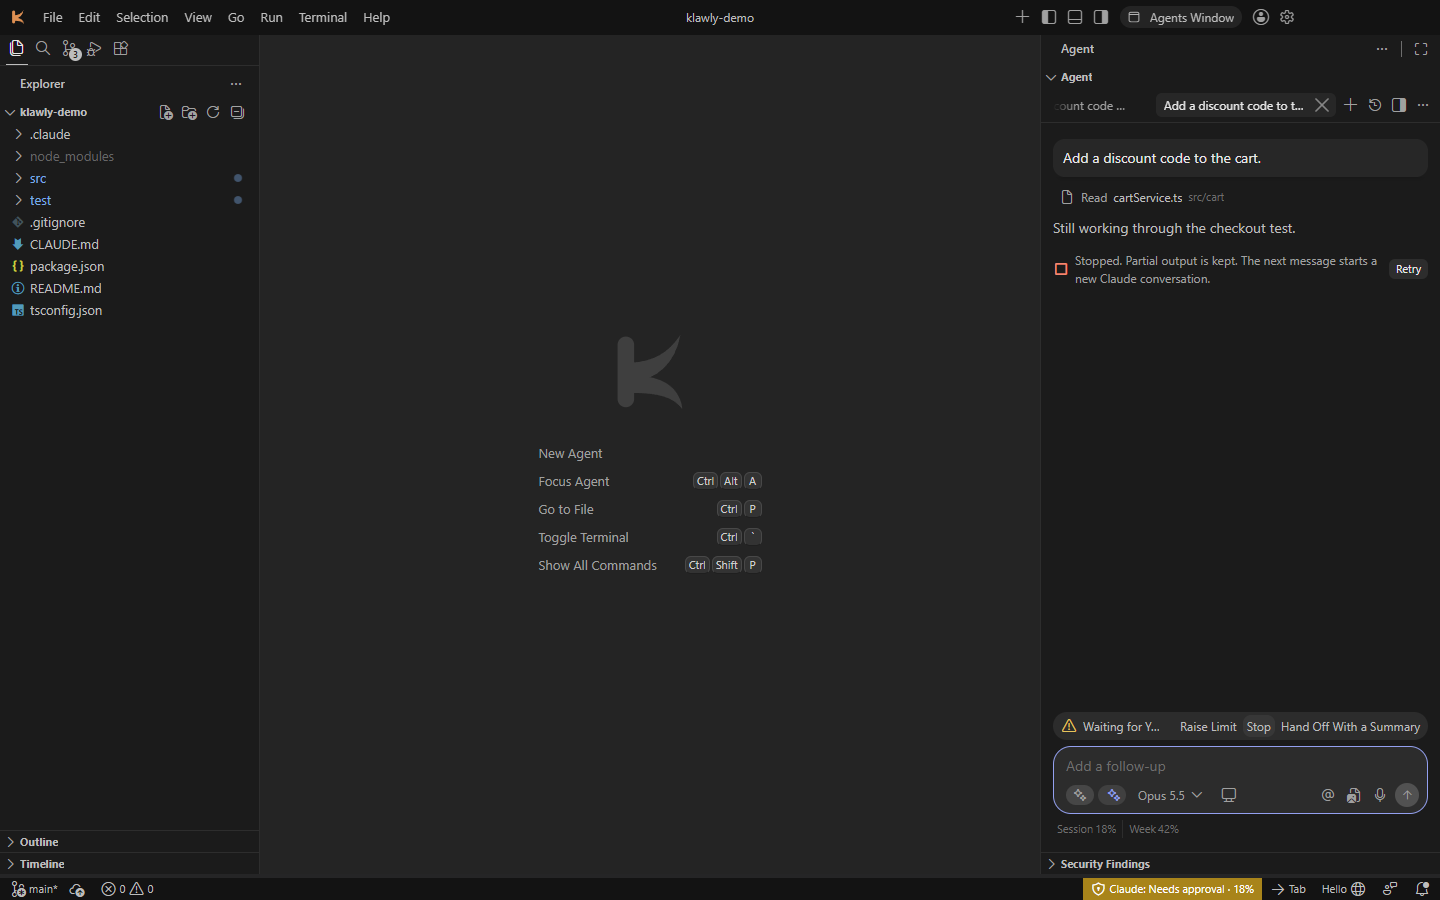 File Edit Selection View Go Run Terminal Help
klawly-demo
Agents Window
3
Explorer
klawly-demo
.claude
node_modules
src
test
.gitignore
CLAUDE.md
package.json
README.md
tsconfig.json
Outline
Timeline
New Agent
Focus Agent Ctrl Alt A
Go to File Ctrl P
Toggle Terminal Ctrl `
Show All Commands Ctrl Shift P
Agent
Agent
ount code ... Add a discount code to t...
Add a discount code to the cart.
Read cartService.ts src/cart
Still working through the checkout test.
Stopped. Partial output is kept. The next message starts a
new Claude conversation.
Retry
Waiting for Y... Raise Limit Stop Hand Off With a Summary
Add a follow-up
Opus 5.5
Session 18% Week 42%
Security Findings
main* 0 0
Claude: Needs approval · 18% Tab Hello